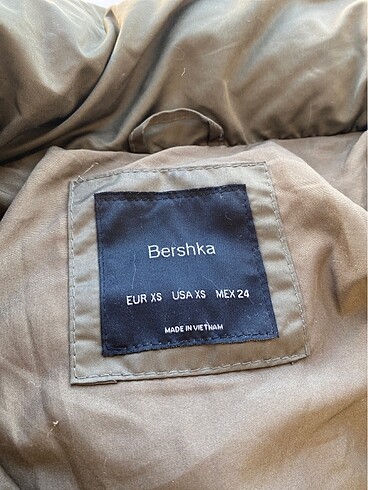 Bershka
EUR XS USA XS MEX 24
MADE IN VIETNAM